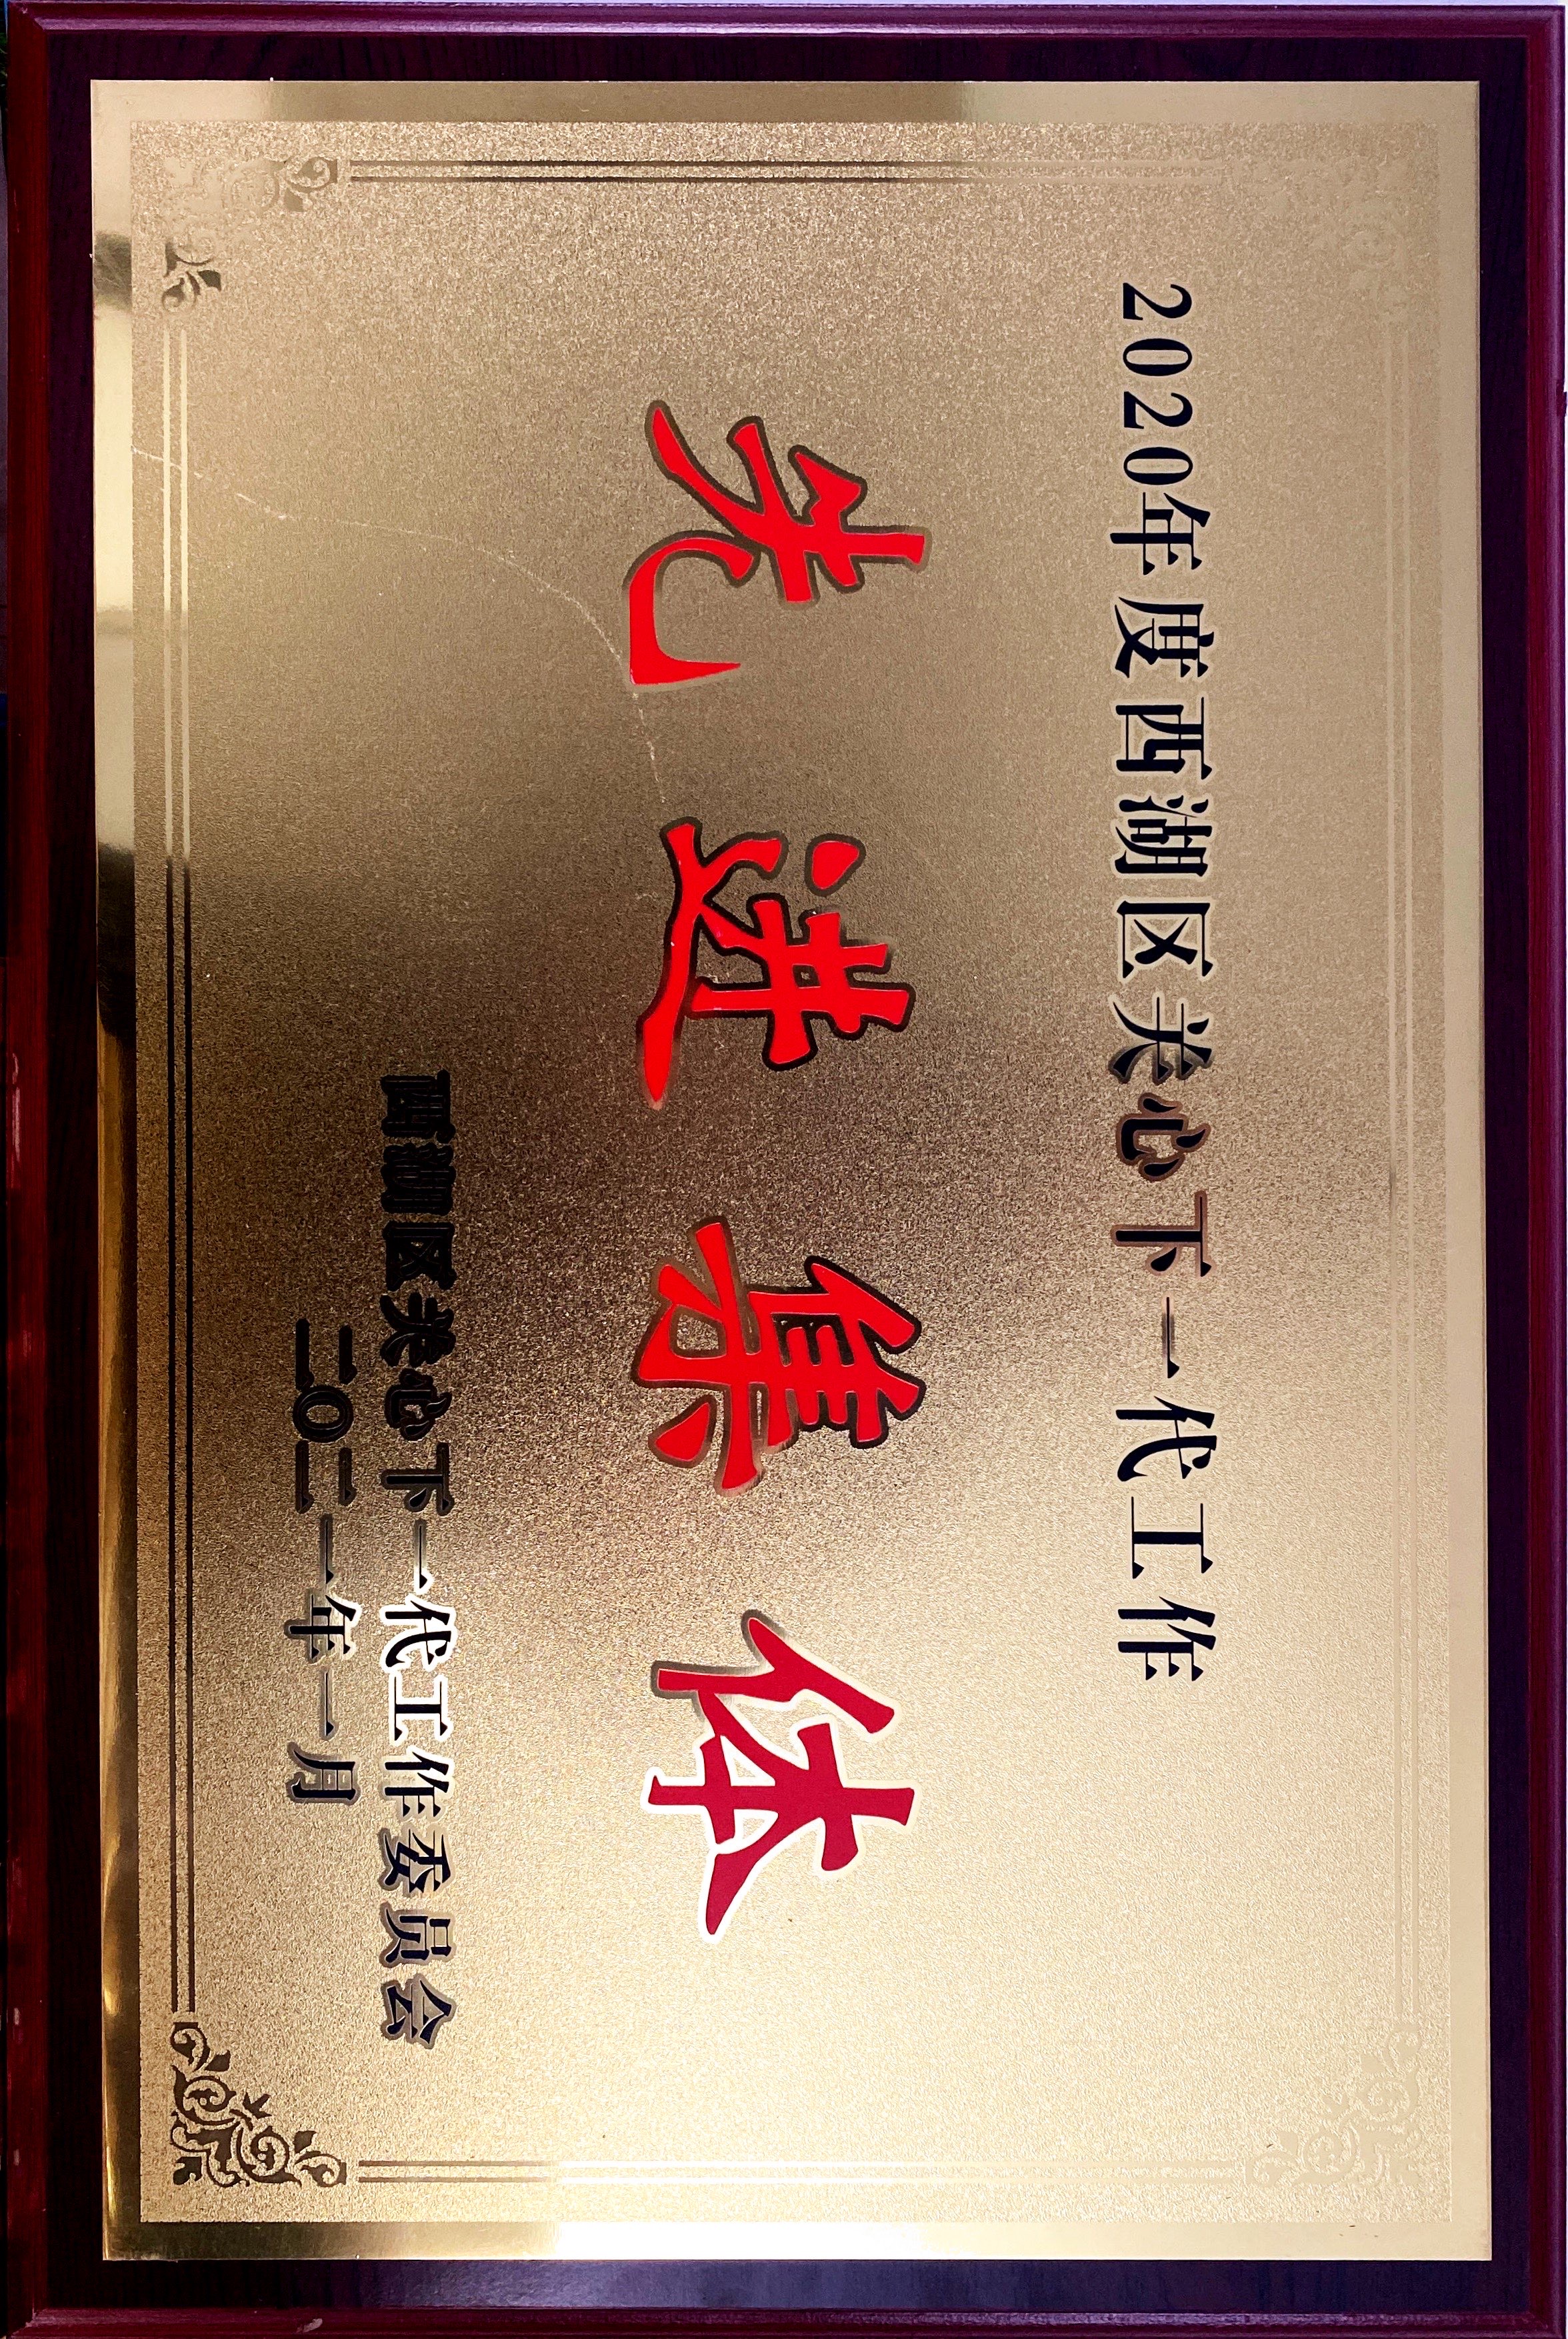 2020年度西湖区关心下一代工作
先进集体
西湖区关心下一代工作委员会
二〇二一年一月